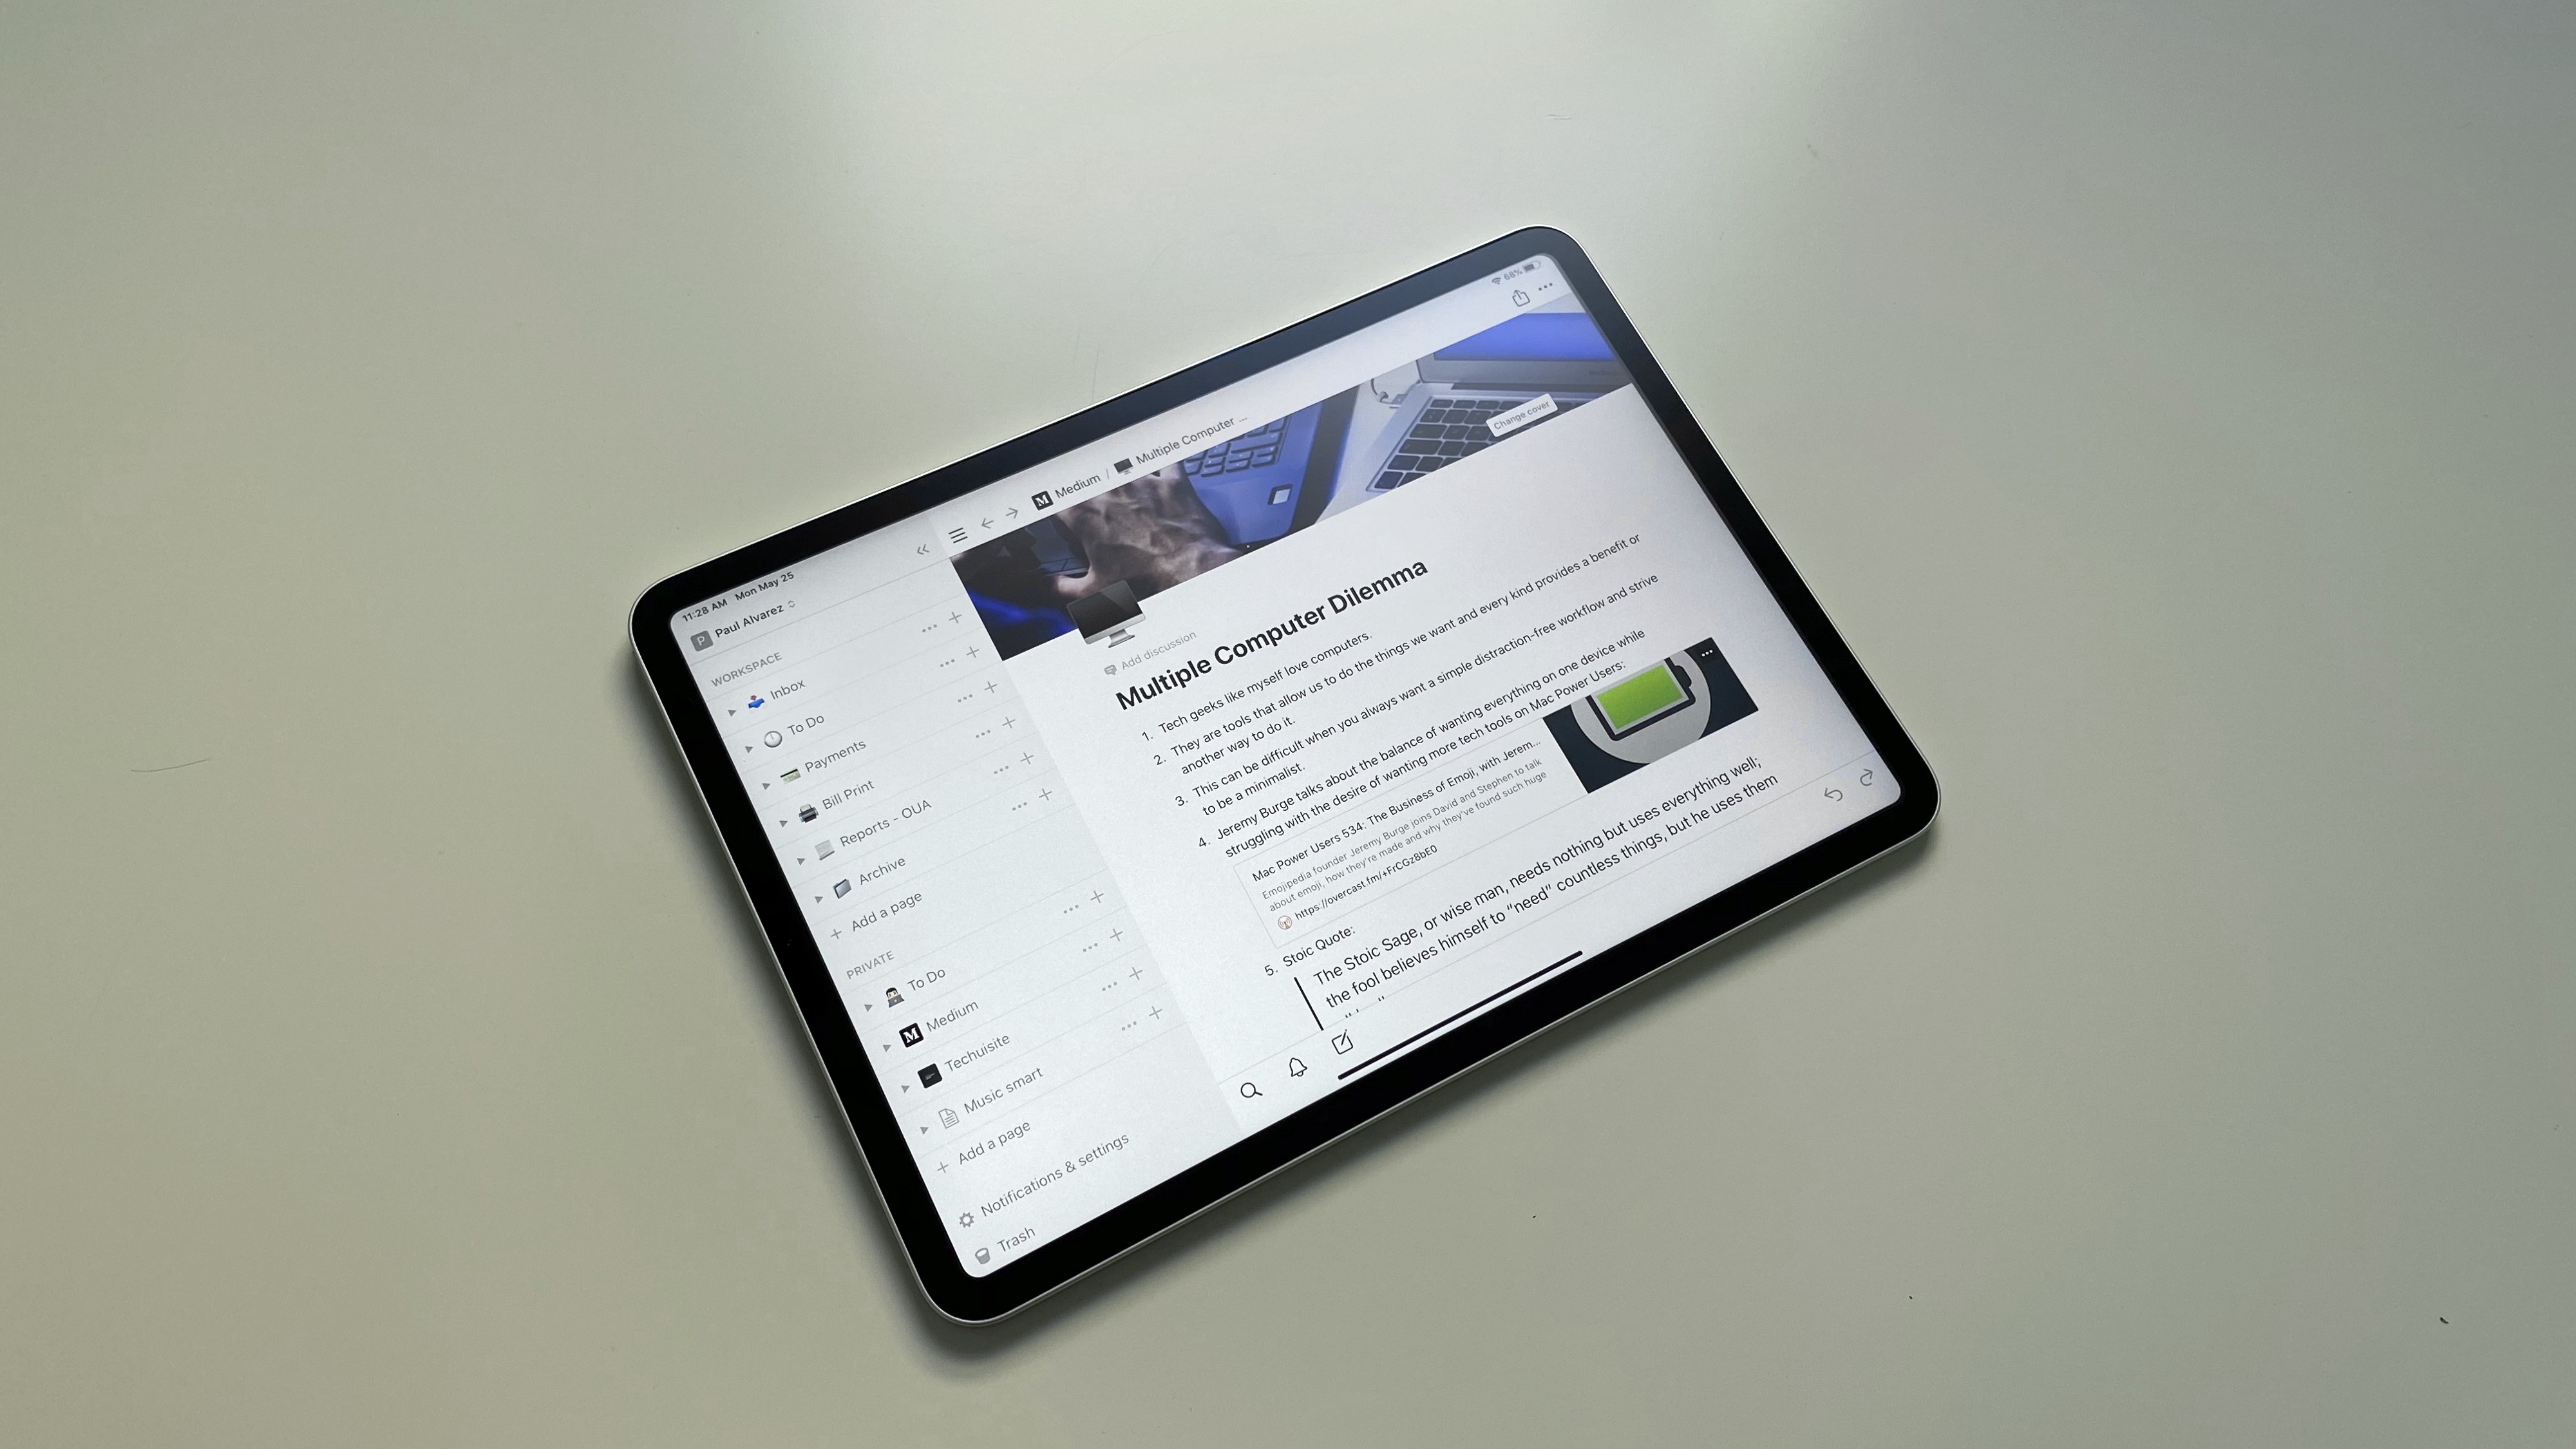 11:28 AM Mon May 25
68%
P Paul Alvarez
WORKSPACE
Inbox
To Do
Payments
Bill Print
Reports - OUA
Archive
Add a page
PRIVATE
To Do
M Medium
Techuisite
Music smart
Add a page
Notifications & settings
Trash
M Medium / Multiple Computer ...
Change cover
Add discussion
Multiple Computer Dilemma
1. Tech geeks like myself love computers.
2. They are tools that allow us to do the things we want and every kind provides a benefit or
another way to do it.
3. This can be difficult when you always want a simple distraction-free workflow and strive
to be a minimalist.
4. Jeremy Burge talks about the balance of wanting everything on one device while
struggling with the desire of wanting more tech tools on Mac Power Users:
Mac Power Users 534: The Business of Emoji, with Jerem...
Emojipedia founder Jeremy Burge joins David and Stephen to talk
about emoji, how they're made and why they've found such huge
https://overcast.fm/+FrCGz8bE0
5. Stoic Quote:
The Stoic Sage, or wise man, needs nothing but uses everything well;
the fool believes himself to "need" countless things, but he uses them